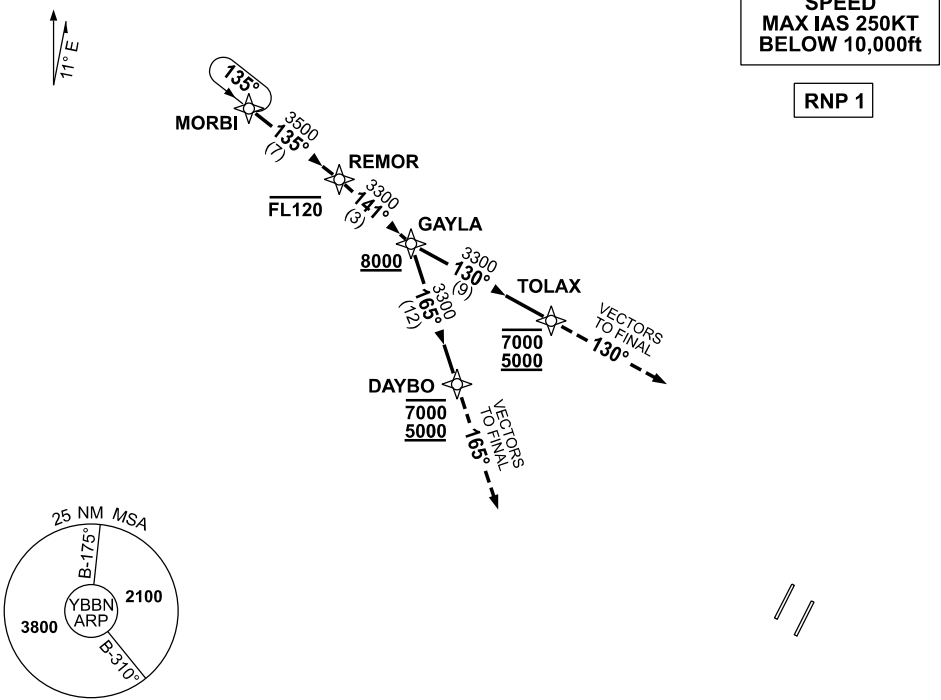 SPEED
MAX IAS 250KT
BELOW 10,000ft
RNP 1
11° E
135°
MORBI
3500
135°
(7)
REMOR
FL120
3300
141°
(3)
GAYLA
8000
3300
130°
(9)
TOLAX
7000
5000
VECTORS
TO FINAL
130°
3300
165°
(12)
DAYBO
7000
5000
VECTORS
TO FINAL
165°
25 NM MSA
B-175°
YBBN
ARP
2100
3800
B-310°